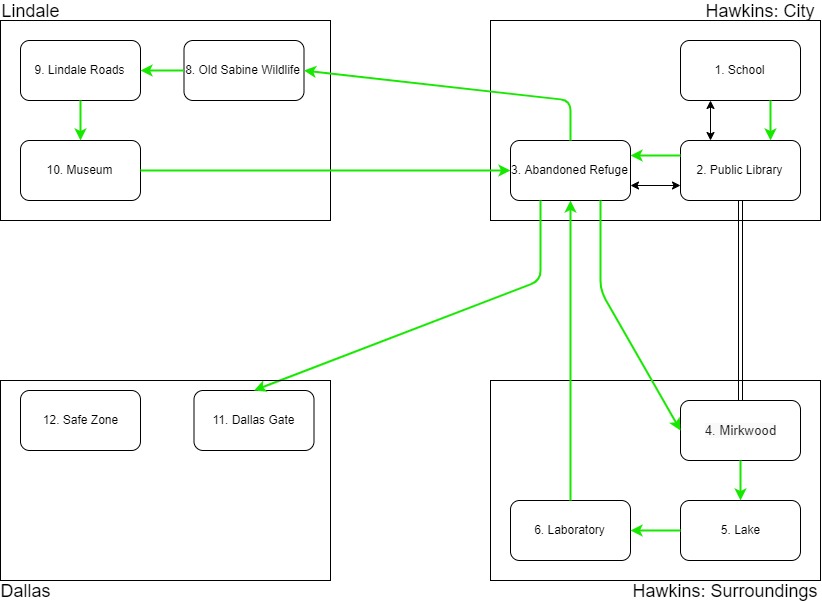 Lindale
Hawkins: City
9. Lindale Roads
8. Old Sabine Wildlife
1. School
10. Museum
3. Abandoned Refuge
2. Public Library
12. Safe Zone
11. Dallas Gate
4. Mirkwood
6. Laboratory
5. Lake
Dallas
Hawkins: Surroundings